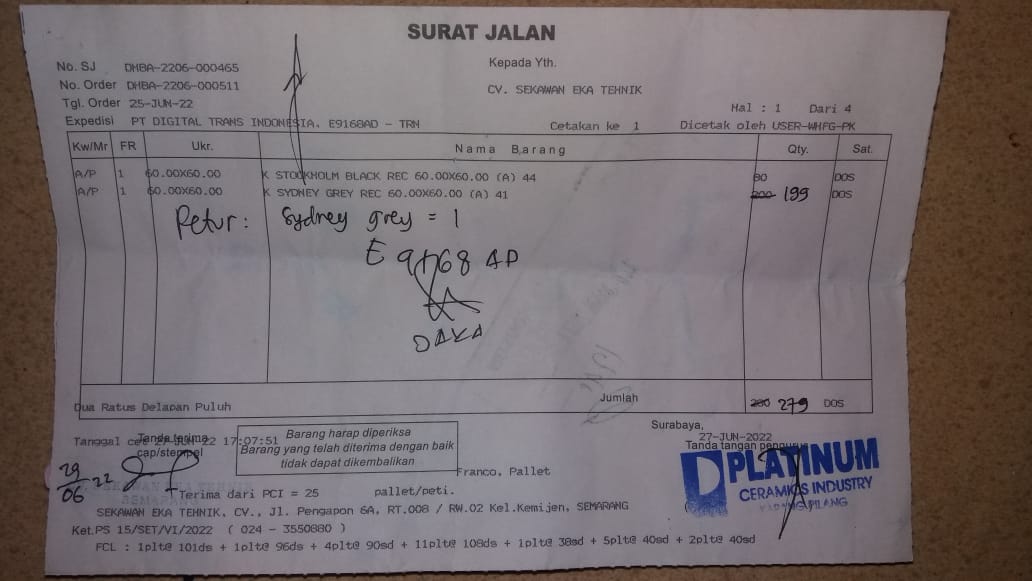 SURAT JALAN
No. SJ DMBA-2206-000465
Kepada Yth.
No. Order DHBA-2206-000511
CV. SEKAWAN EKA TEHNIK
Tgl. Order 25-JUN-22
Hal : 1 Dari 4
Expedisi PT DIGITAL TRANS INDONESIA. E9168AD - TRN
Cetakan ke 1 Dicetak oleh USER-WHFG-PK
Kw/Mr FR Ukr. Nama Barang Qty. Sat.
A/P 1 60.00X60.00 K STOCKHOLM BLACK REC 60.00X60.00 (A) 44 80 DOS
A/P 1 60.00X60.00 K SYDNEY GREY REC 60.00X60.00 (A) 41 200 199 DOS
Retur : Sydney grey = 1
E 9168 AD
DAKA
Dua Ratus Delapan Puluh Jumlah 280 279 DOS
Surabaya,
27-JUN-2022
Tanggal cet 27-JUN-22 17:07:51
Tanda terima
cap/stempel
Barang harap diperiksa
Barang yang telah diterima dengan baik
tidak dapat dikembalikan
Tanda tangan pengurus
PLATINUM
CERAMICS INDUSTRY
KARANGPILANG
29/06 22
Franco, Pallet
Terima dari PCI = 25 pallet/peti.
SEKAWAN EKA TEHNIK, CV., Jl. Pengapon 6A, RT.008 / RW.02 Kel.Kemijen, SEMARANG
Ket.PS 15/SET/VI/2022 ( 024 - 3550880 )
FCL : 1plt@ 101ds + 1plt@ 96ds + 4plt@ 90sd + 11plt@ 108ds + 1plt@ 38sd + 5plt@ 40sd + 2plt@ 40sd